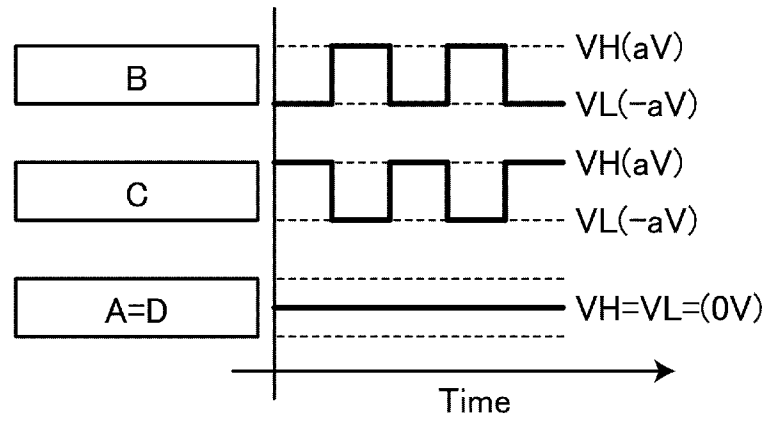 B
VH(aV)
VL(-aV)
C
VH(aV)
VL(-aV)
A=D
VH=VL=(0V)
Time